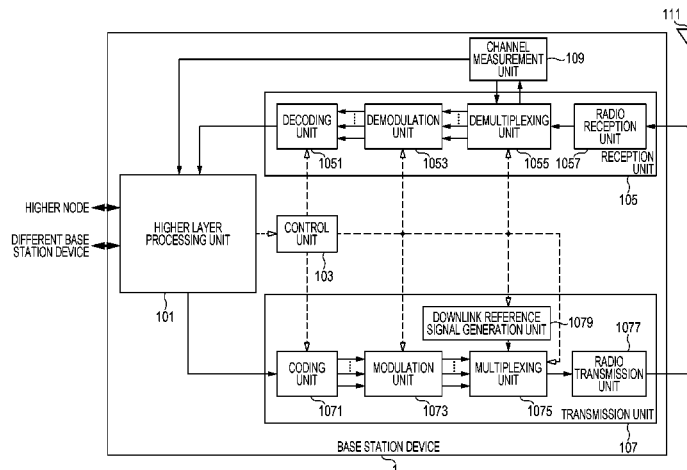 111
CHANNEL
MEASUREMENT
UNIT
109
DECODING
UNIT
1051
DEMODULATION
UNIT
1053
DEMULTIPLEXING
UNIT
1055
RADIO
RECEPTION
UNIT
1057
RECEPTION
UNIT
105
HIGHER NODE
DIFFERENT BASE
STATION DEVICE
HIGHER LAYER
PROCESSING UNIT
101
CONTROL
UNIT
103
DOWNLINK REFERENCE
SIGNAL GENERATION UNIT
1079
1077
CODING
UNIT
1071
MODULATION
UNIT
1073
MULTIPLEXING
UNIT
1075
RADIO
TRANSMISSION
UNIT
TRANSMISSION UNIT
107
BASE STATION DEVICE
1